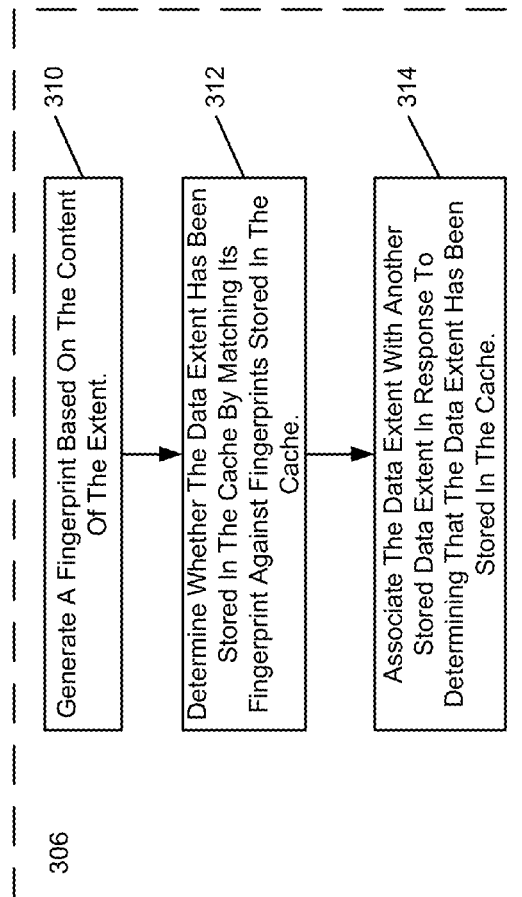 306
310
Generate A Fingerprint Based On The Content
Of The Extent.
312
Determine Whether The Data Extent Has Been
Stored In The Cache By Matching Its
Fingerprint Against Fingerprints Stored In The
Cache.
314
Associate The Data Extent With Another
Stored Data Extent In Response To
Determining That The Data Extent Has Been
Stored In The Cache.